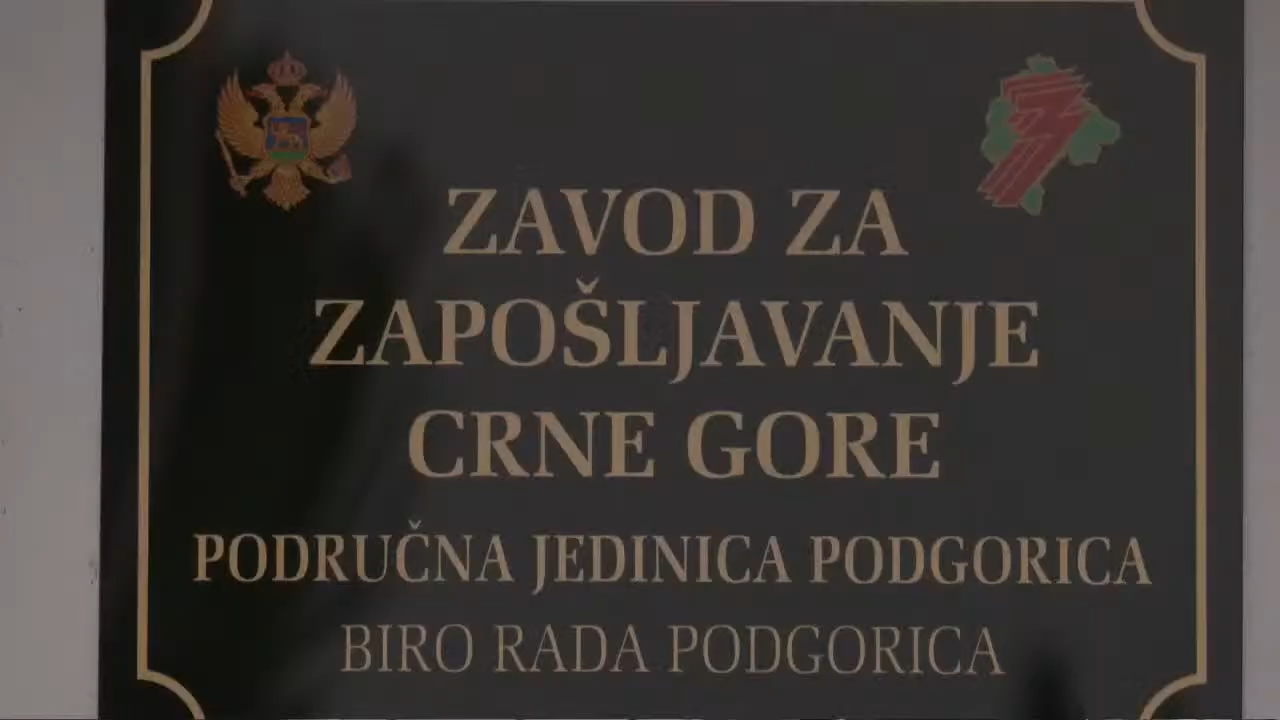 ZAVOD ZA
ZAPOŠLJAVANJE
CRNE GORE
PODRUČNA JEDINICA PODGORICA
BIRO RADA PODGORICA